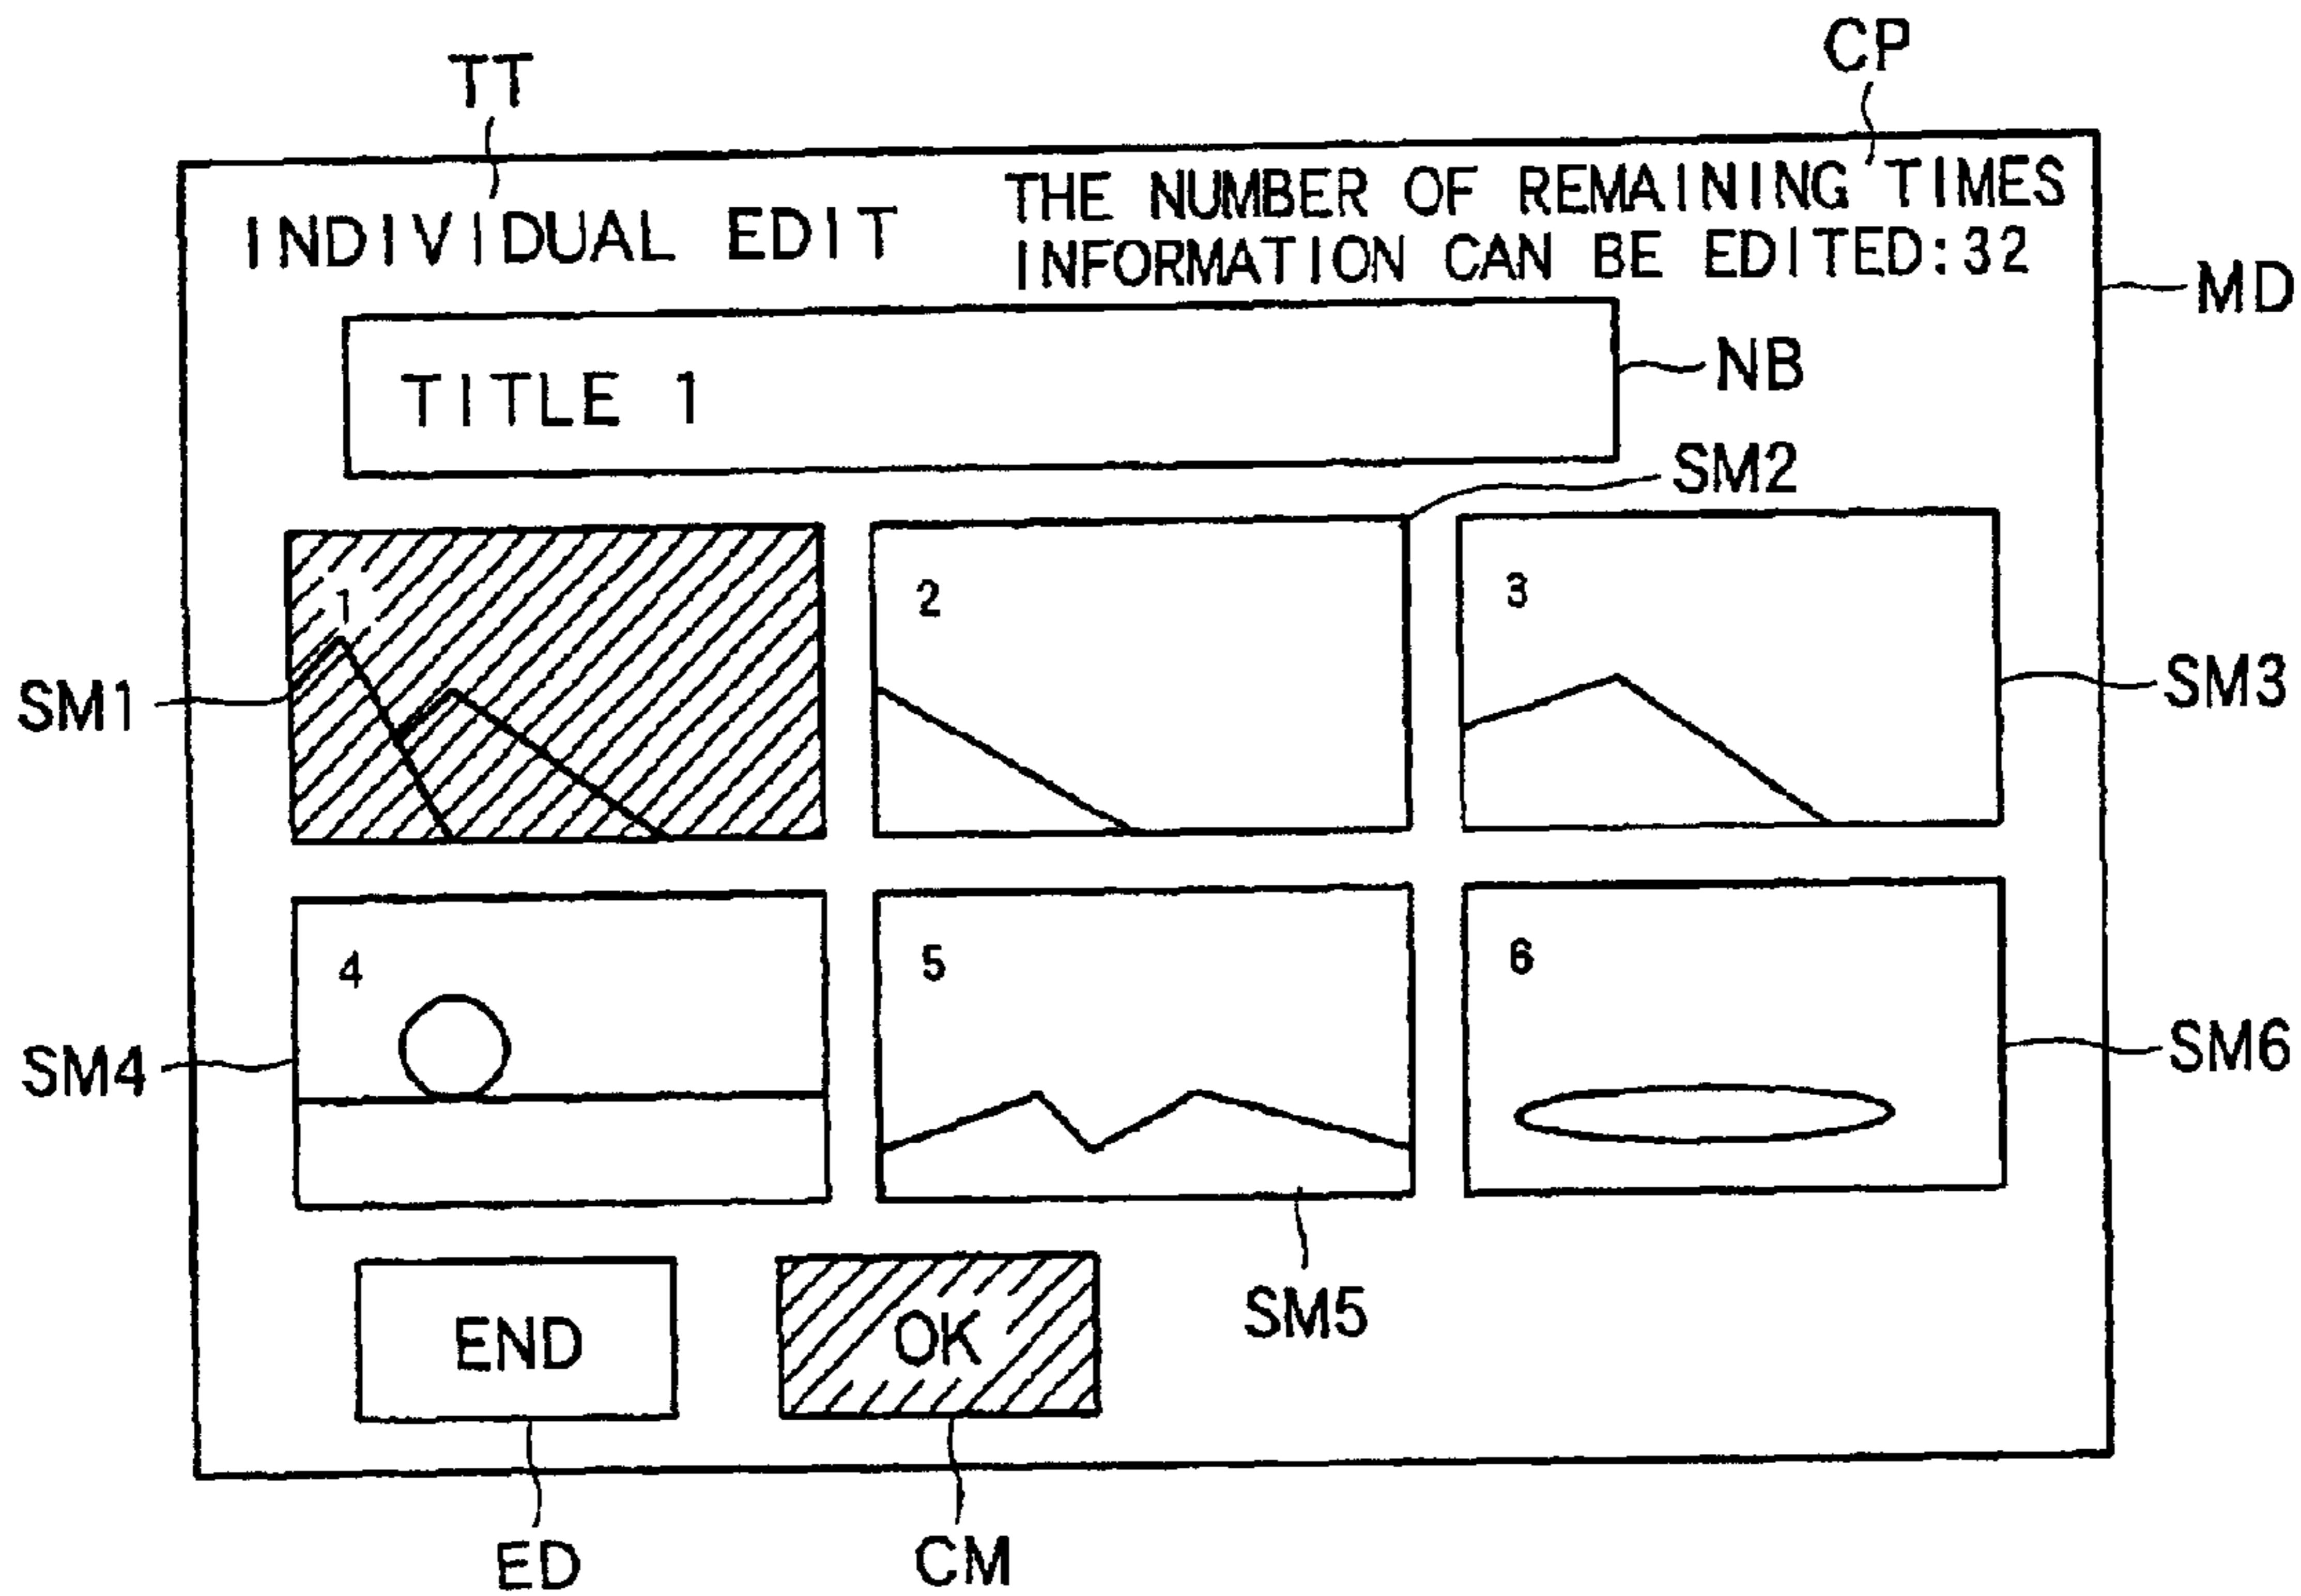 CP
TT
THE NUMBER OF REMAINING TIMES
INDIVIDUAL EDIT
INFORMATION CAN BE EDITED:32
MD
NB
TITLE 1
SM2
1
2
3
SM1
SM3
4
5
6
SM4
SM6
END
OK
SM5
ED
CM